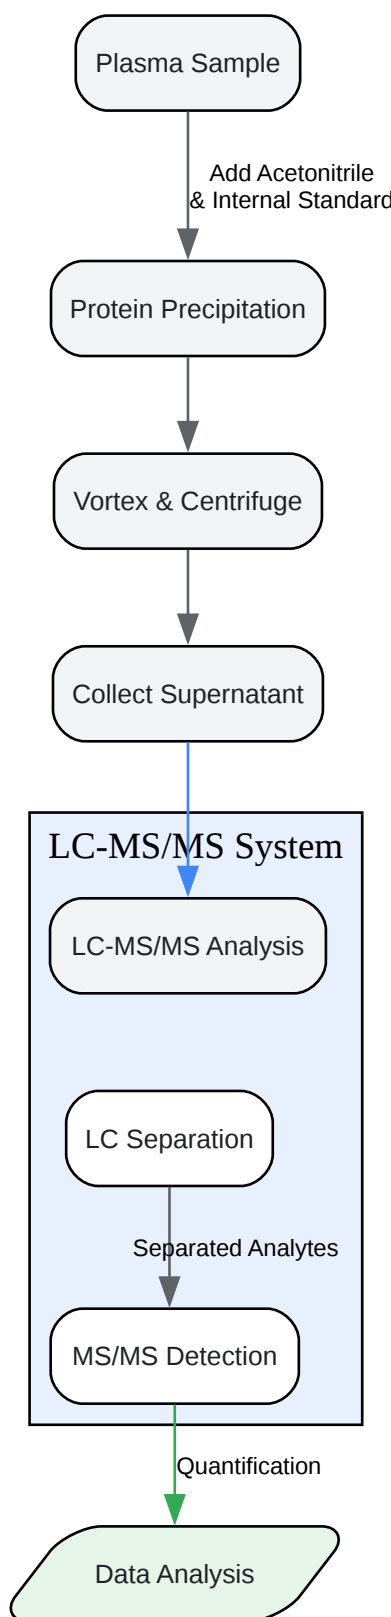 Plasma Sample
Add Acetonitrile
& Internal Standard
Protein Precipitation
Vortex & Centrifuge
Collect Supernatant
LC-MS/MS System
LC-MS/MS Analysis
LC Separation
Separated Analytes
MS/MS Detection
Quantification
Data Analysis